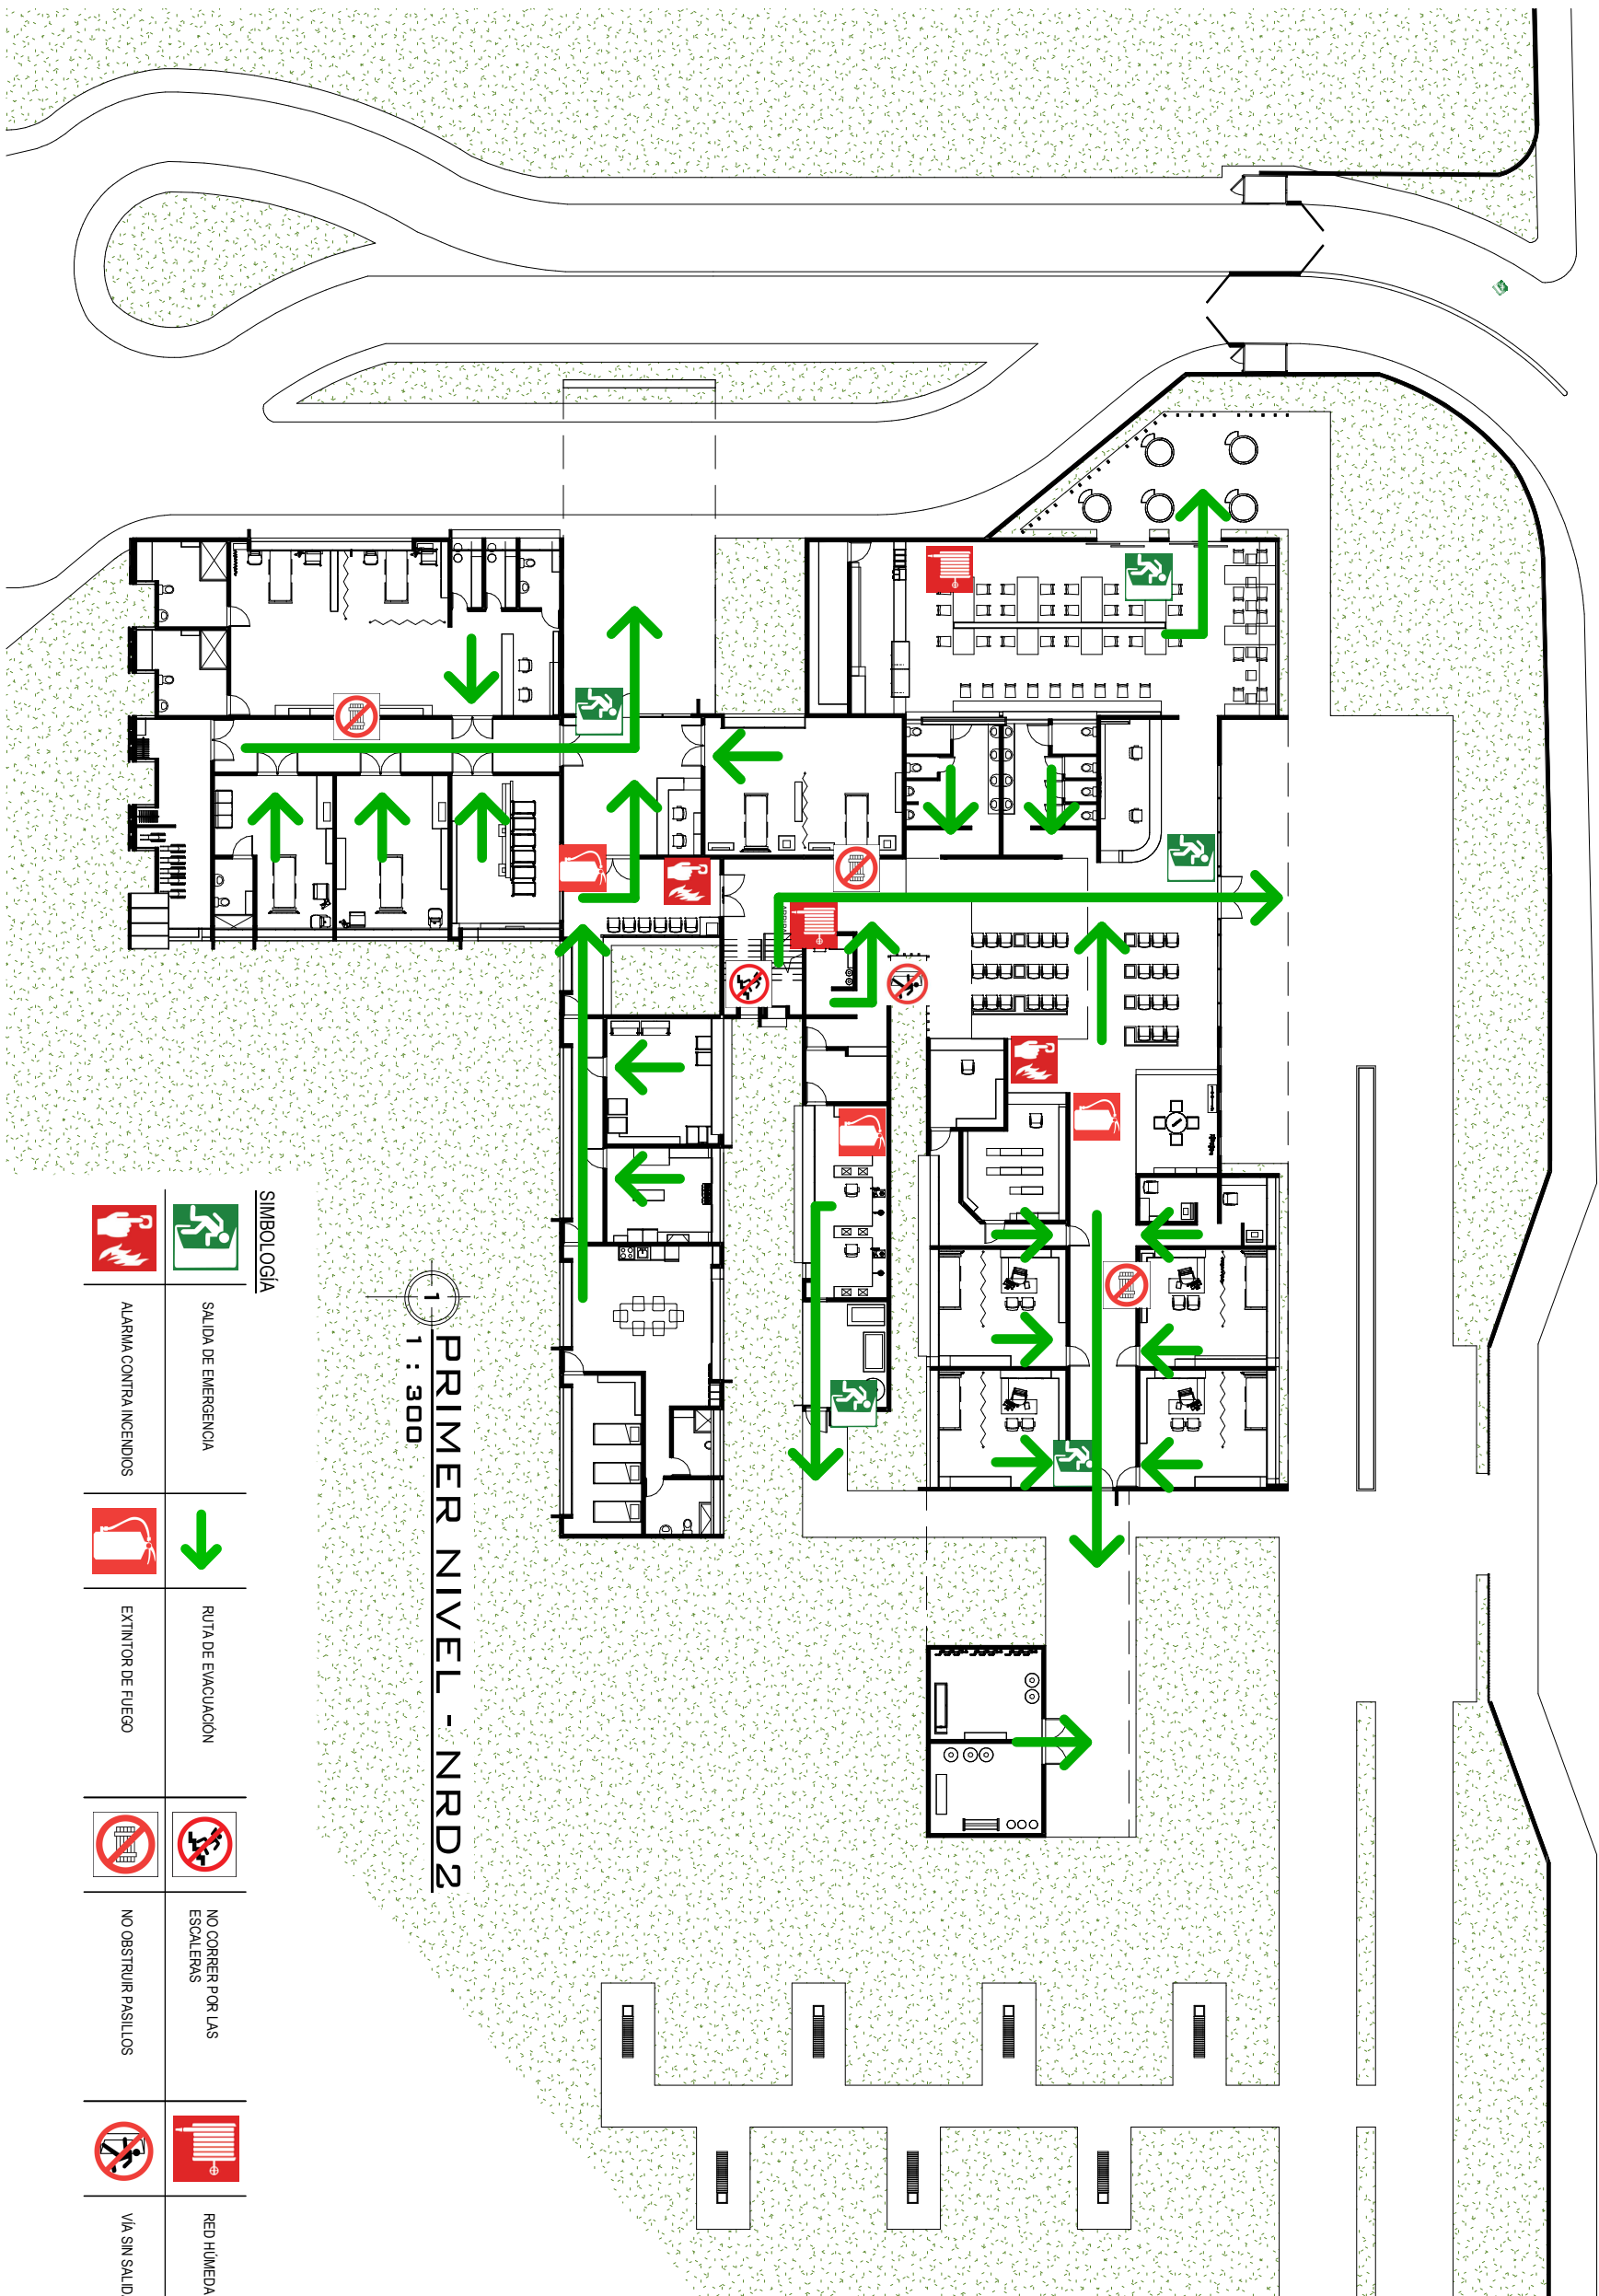 PRIMER NIVEL - NRD2
1 : 300
1
SIMBOLOGÍA
SALIDA DE EMERGENCIA
RUTA DE EVACUACIÓN
NO CORRER POR LAS
ESCALERAS
RED HÚMEDA
ALARMA CONTRA INCENDIOS
EXTINTOR DE FUEGO
NO OBSTRUIR PASILLOS
VÍA SIN SALID